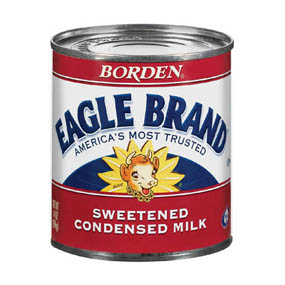 BORDEN®
EAGLE BRAND
AMERICA'S MOST TRUSTED
SWEETENED
CONDENSED MILK